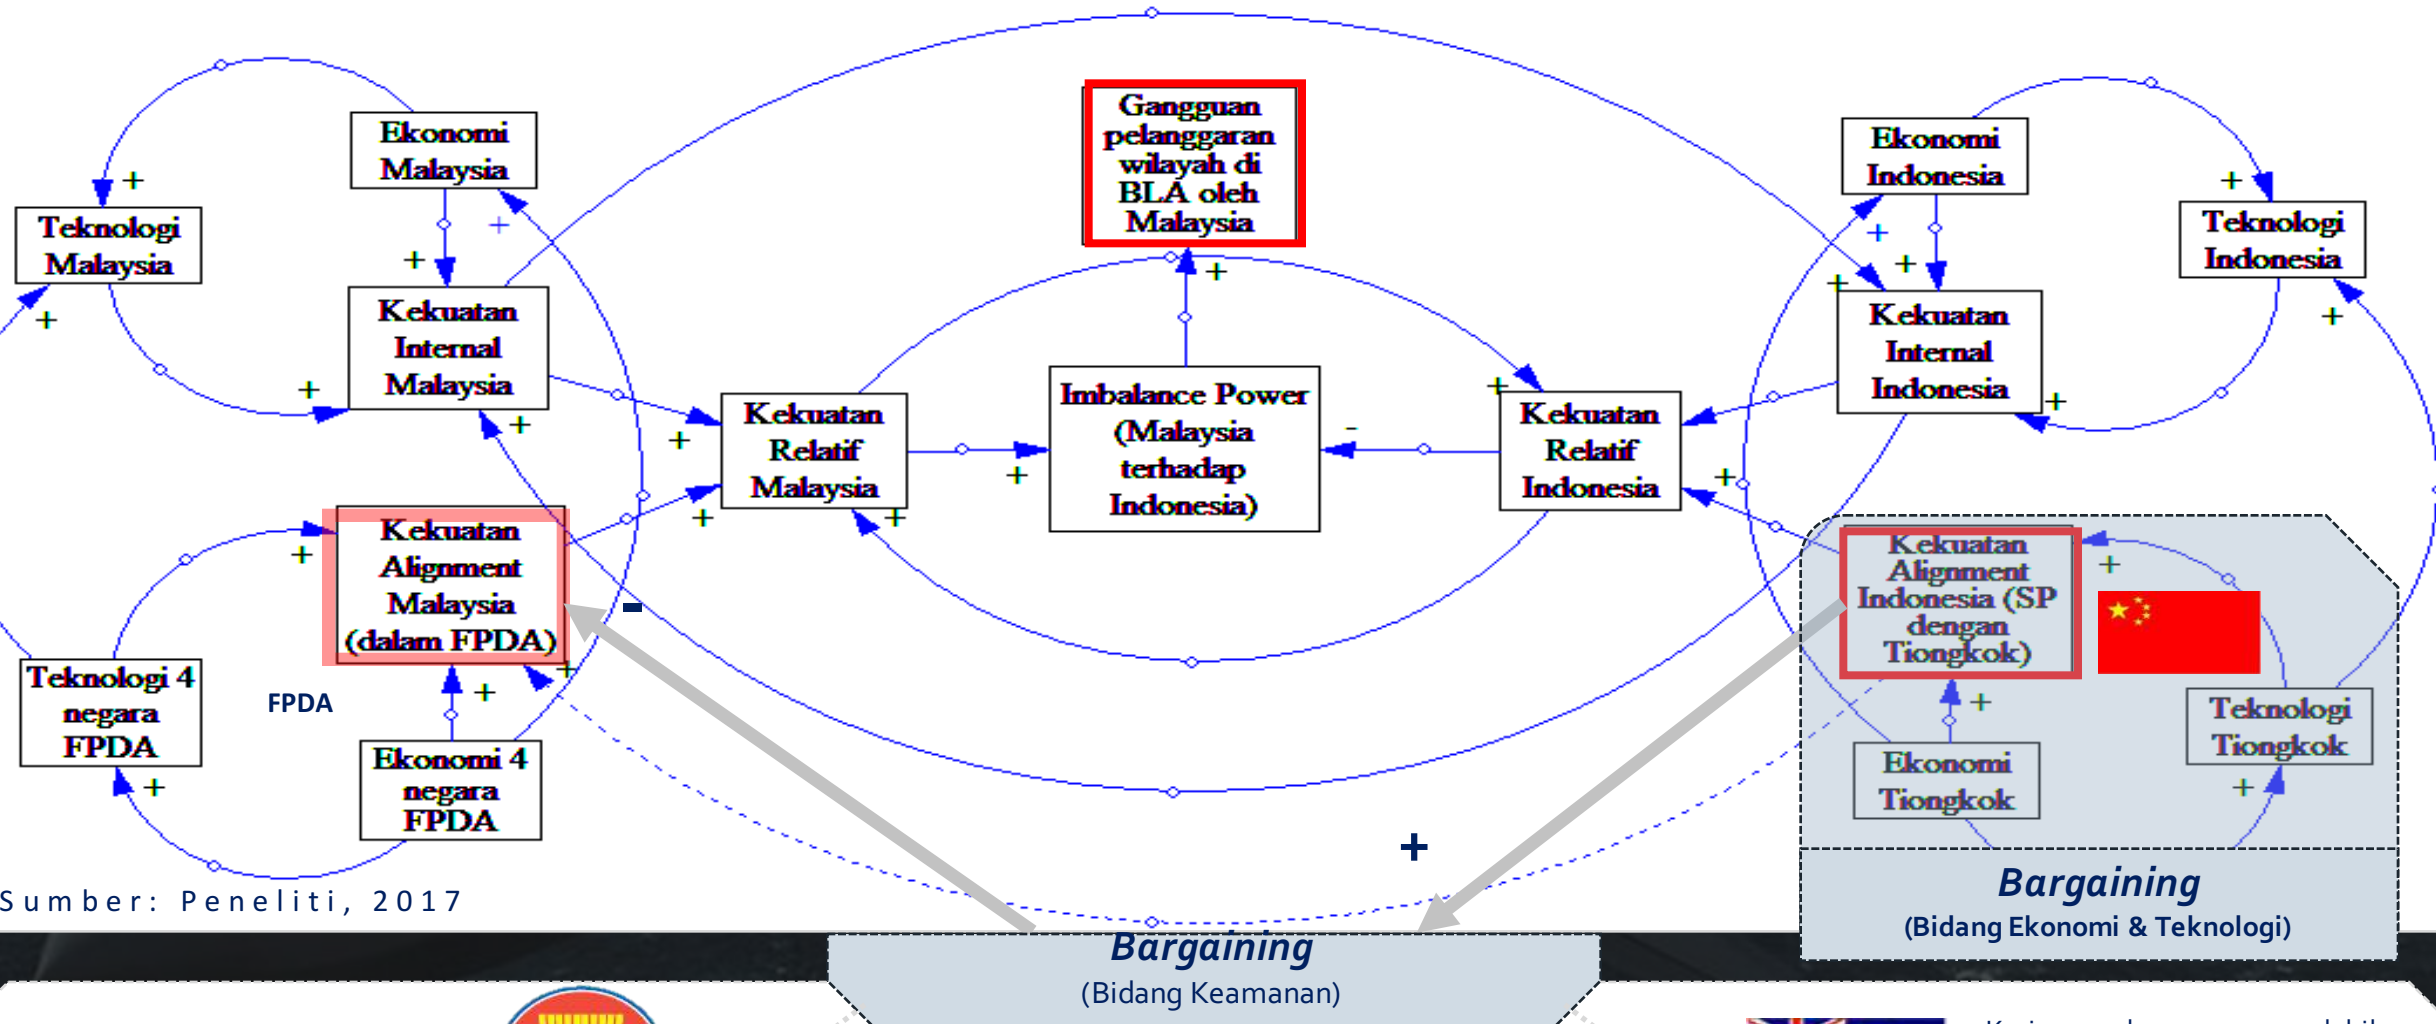 Gangguan
pelanggaran
wilayah di
BLA oleh
Malaysia
Ekonomi
Malaysia
+
Teknologi
Malaysia
+
+
+
Kekuatan
Internal
Malaysia
+
+
+
Kekuatan
Relatif
Malaysia
+
+
+
Imbalance Power
(Malaysia
terhadap
Indonesia)
+
-
+
Kekuatan
Relatif
Indonesia
+
Ekonomi
Indonesia
+
+
+
Kekuatan
Internal
Indonesia
+
Teknologi
Indonesia
+
+
Kekuatan
Alignment
Malaysia
(dalam FPDA)
+
-
+
+
Teknologi 4
negara
FPDA
+
FPDA
Ekonomi 4
negara
FPDA
Kekuatan
Alignment
Indonesia (SP
dengan
Tiongkok)
+
+
Ekonomi
Tiongkok
Teknologi
Tiongkok
+
+
Bargaining
(Bidang Ekonomi & Teknologi)
Sumber: Peneliti, 2017
Bargaining
(Bidang Keamanan)